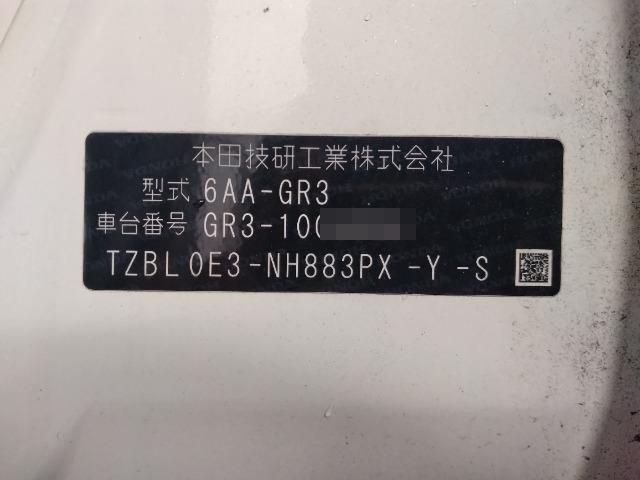 本田技研工業株式会社
型式 6AA-GR3
車台番号 GR3-100
TZBL0E3-NH883PX-Y-S